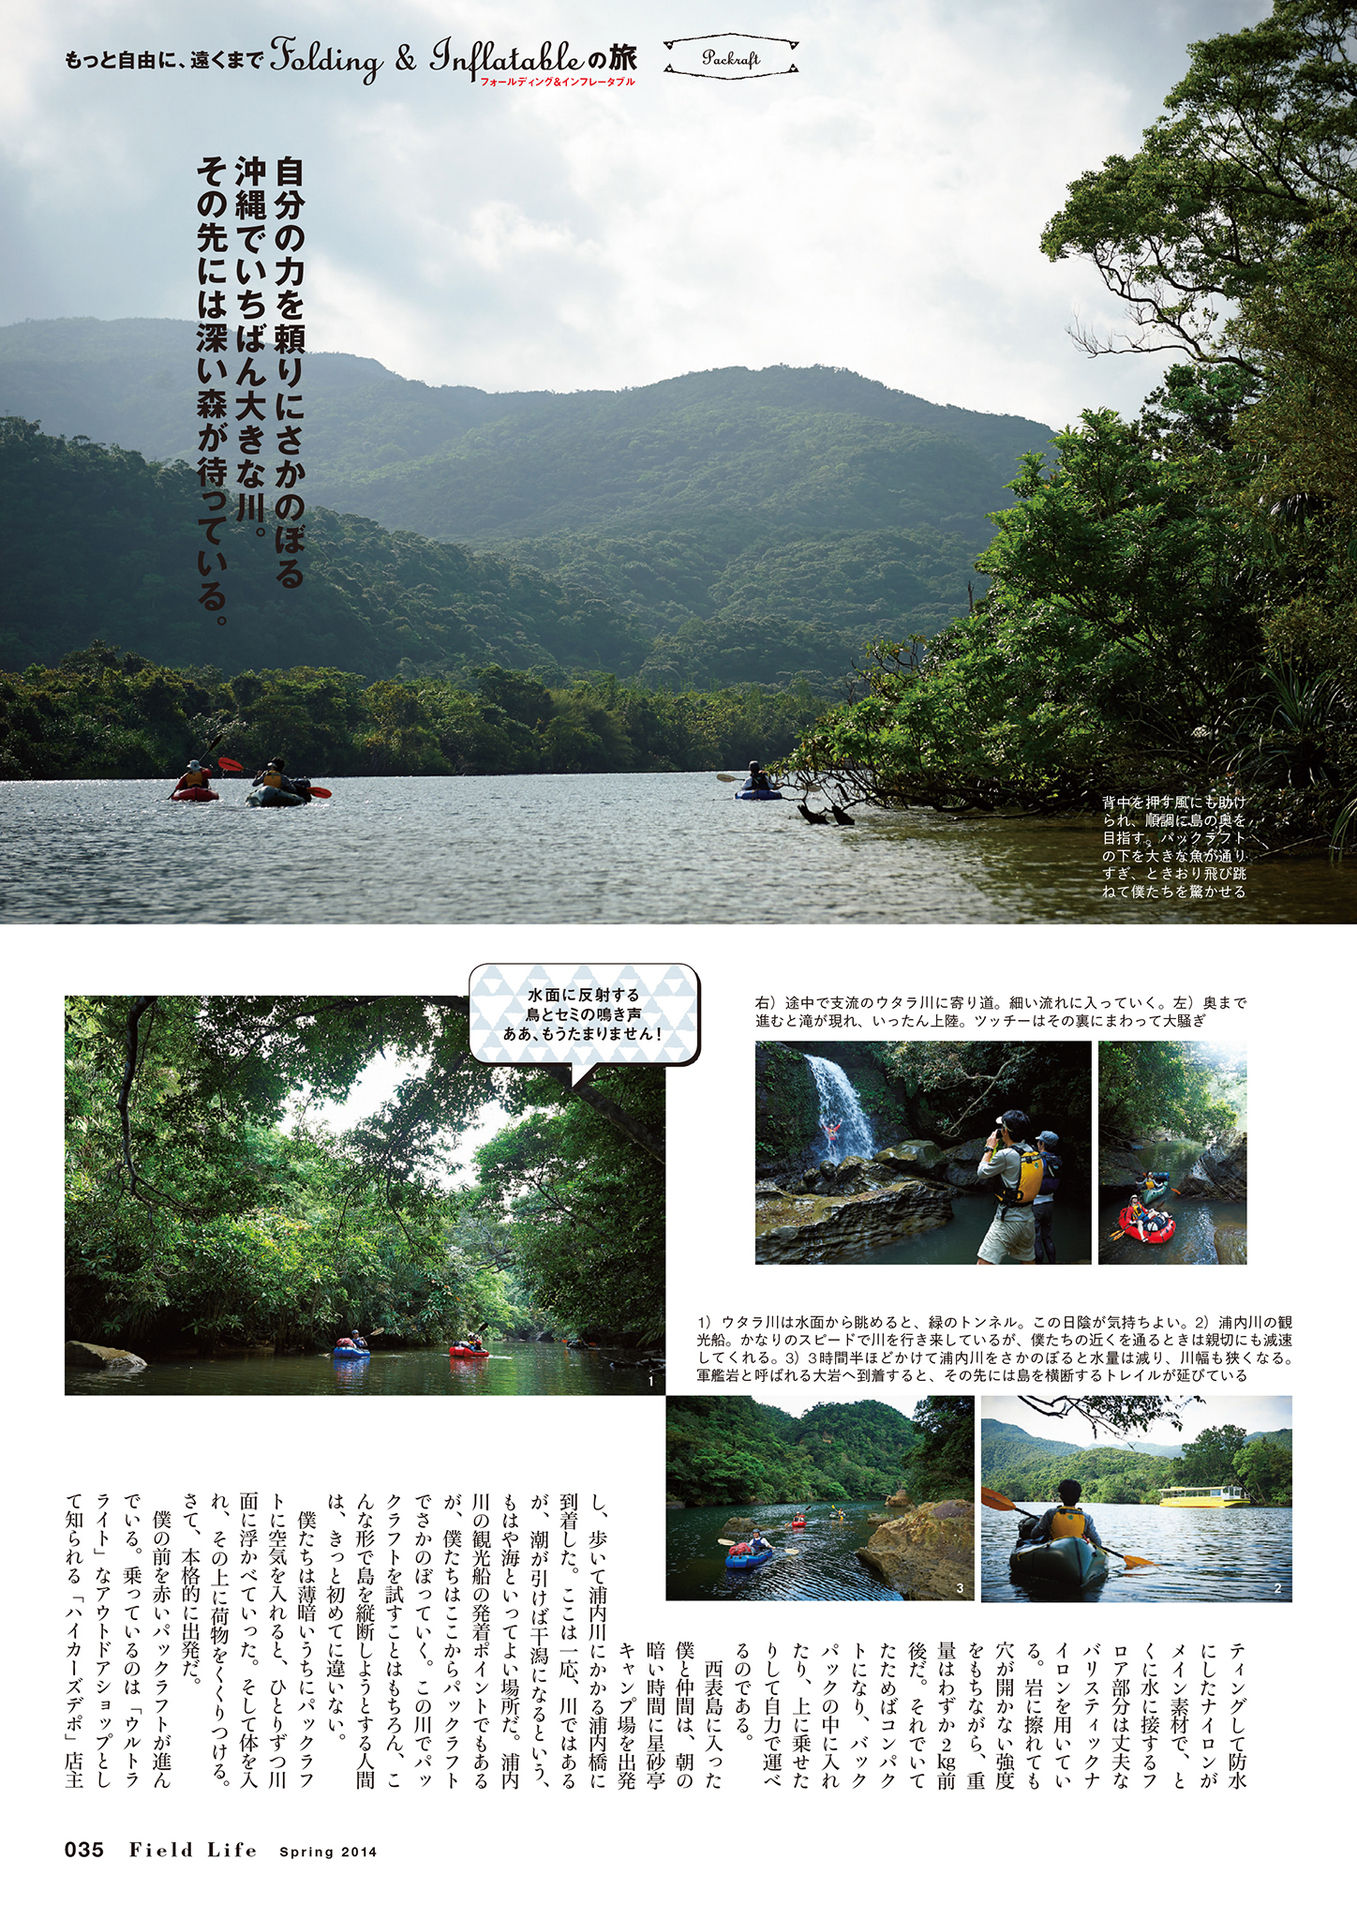 もっと自由に、遠くまで Folding & Inflatableの旅
フォールディング&インフレータブル
Packraft
自分の力を頼りにさかのぼる
沖縄でいちばん大きな川。
その先には深い森が待っている。
背中を押す風にも助け
られ、順調に島の奥を
目指す。パックラフト
の下を大きな魚が通り
すぎ、ときおり飛び跳
ねて僕たちを驚かせる
水面に反射する
鳥とセミの鳴き声
ああ、もうたまりません!
右）途中で支流のウタラ川に寄り道。細い流れに入っていく。左）奥まで
進むと滝が現れ、いったん上陸。ツッチーはその裏にまわって大騒ぎ
1
1）ウタラ川は水面から眺めると、緑のトンネル。この日陰が気持ちよい。2）浦内川の観
光船。かなりのスピードで川を行き来しているが、僕たちの近くを通るときは親切にも減速
してくれる。3）3時間半ほどかけて浦内川をさかのぼると水量は減り、川幅も狭くなる。
軍艦岩と呼ばれる大岩へ到着すると、その先には島を横断するトレイルが延びている
3
2
ティングして防水
にしたナイロンが
メイン素材で、と
くに水に接するフ
ロア部分は丈夫な
バリスティックナ
イロンを用いてい
る。岩に擦れても
穴が開かない強度
をもちながら、重
量はわずか2kg前
後だ。それでいて
たためばコンパク
トになり、バック
パックの中に入れ
たり、上に乗せた
りして自力で運べ
るのである。
西表島に入った
僕と仲間は、朝の
暗い時間に星砂亭
キャンプ場を出発
し、歩いて浦内川にかかる浦内橋に
到着した。ここは一応、川ではある
が、潮が引けば干潟になるという、
もはや海といってよい場所だ。浦内
川の観光船の発着ポイントでもある
が、僕たちはここからパックラフト
でさかのぼっていく。この川でパッ
クラフトを試すことはもちろん、こ
んな形で島を縦断しようとする人間
は、きっと初めてに違いない。
僕たちは薄暗いうちにパックラフ
トに空気を入れると、ひとりずつ川
面に浮かべていった。そして体を入
れ、その上に荷物をくくりつける。
さて、本格的に出発だ。
僕の前を赤いパックラフトが進ん
でいる。乗っているのは「ウルトラ
ライト」なアウトドアショップとし
て知られる「ハイカーズデポ」店主
035 Field Life Spring 2014